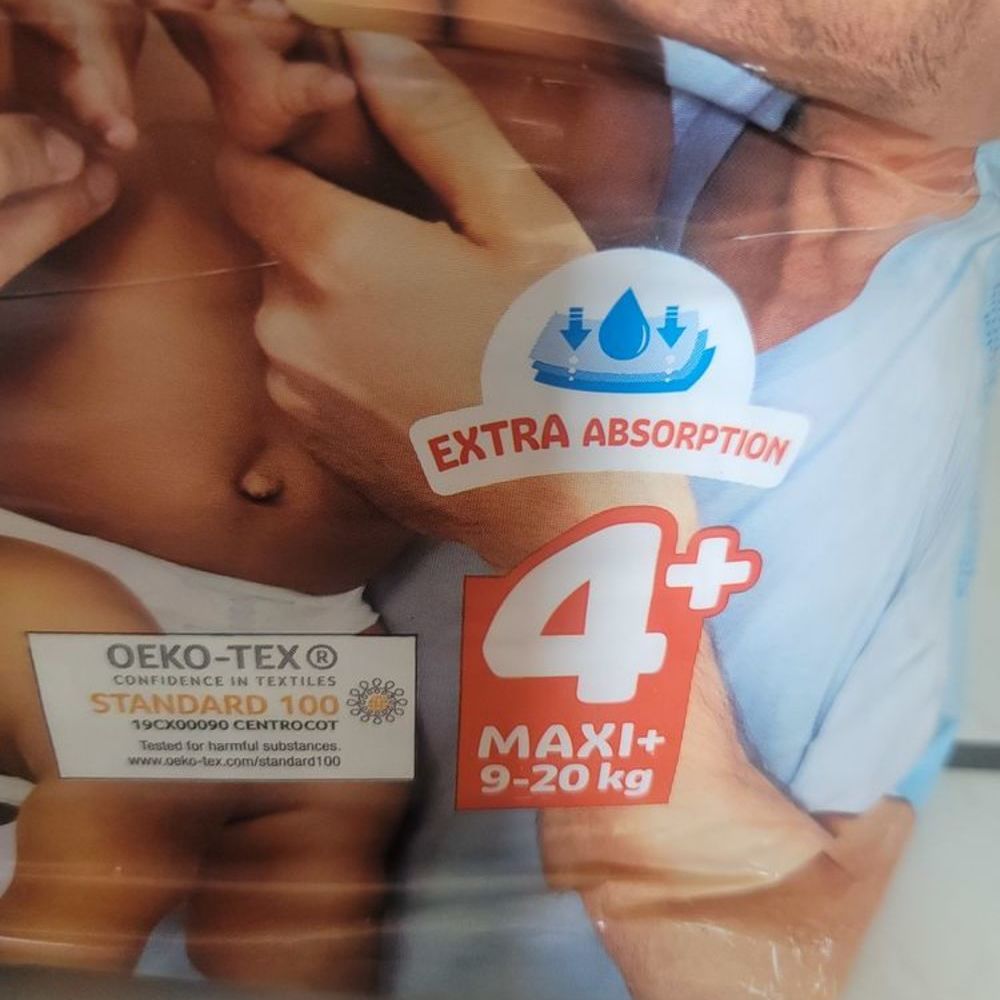 EXTRA ABSORPTION
4+
MAXI+
9-20 kg
OEKO-TEX®
CONFIDENCE IN TEXTILES
STANDARD 100
19CX00090 CENTROCOT
Tested for harmful substances.
www.oeko-tex.com/standard100